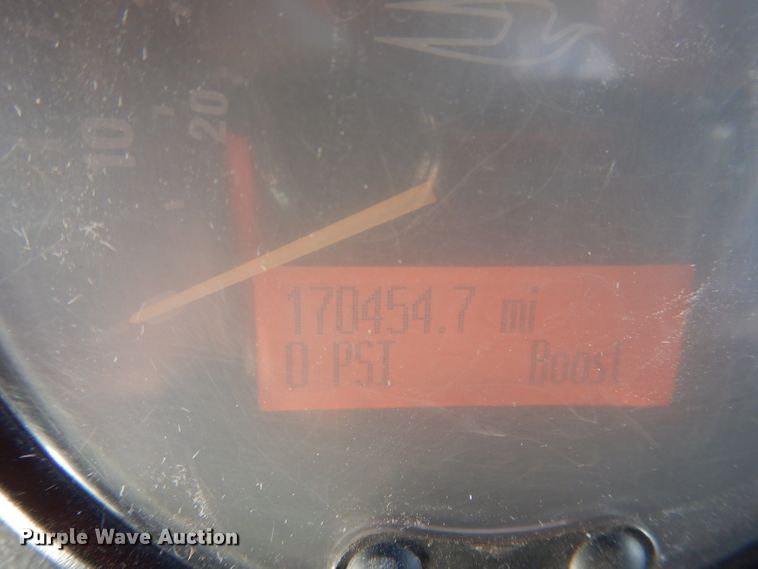 10
20
170454.7 mi
0 PSI Boost
Purple Wave Auction